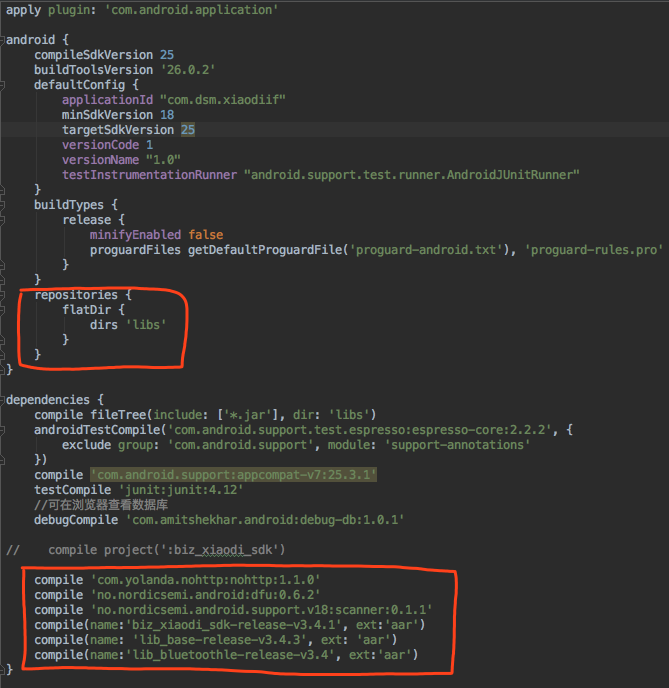 apply plugin: 'com.android.application'
android {
compileSdkVersion 25
buildToolsVersion '26.0.2'
defaultConfig {
applicationId "com.dsm.xiaodiif"
minSdkVersion 18
targetSdkVersion 25
versionCode 1
versionName "1.0"
testInstrumentationRunner "android.support.test.runner.AndroidJUnitRunner"
}
buildTypes {
release {
minifyEnabled false
proguardFiles getDefaultProguardFile('proguard-android.txt'), 'proguard-rules.pro'
}
}
repositories {
flatDir {
dirs 'libs'
}
}
}
dependencies {
compile fileTree(include: ['*.jar'], dir: 'libs')
androidTestCompile('com.android.support.test.espresso:espresso-core:2.2.2', {
exclude group: 'com.android.support', module: 'support-annotations'
})
compile 'com.android.support:appcompat-v7:25.3.1'
testCompile 'junit:junit:4.12'
//可在浏览器查看数据库
debugCompile 'com.amitshekhar.android:debug-db:1.0.1'
// compile project(':biz_xiaodi_sdk')
compile 'com.yolanda.nohttp:nohttp:1.1.0'
compile 'no.nordicsemi.android:dfu:0.6.2'
compile 'no.nordicsemi.android.support.v18:scanner:0.1.1'
compile(name:'biz_xiaodi_sdk-release-v3.4.1', ext:'aar')
compile(name: 'lib_base-release-v3.4.3', ext: 'aar')
compile(name:'lib_bluetoothle-release-v3.4', ext:'aar')
}